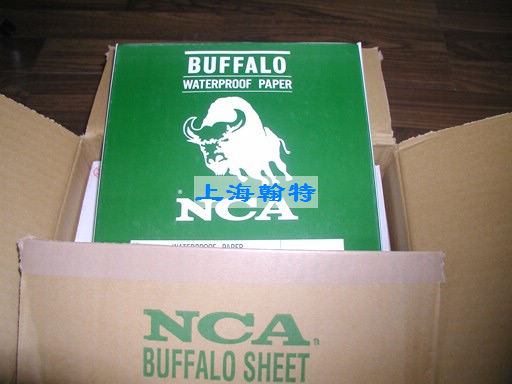 BUFFALO
WATERPROOF PAPER
上海翰特
® NCA
WATERPROOF PAPER
NCA®
BUFFALO SHEET